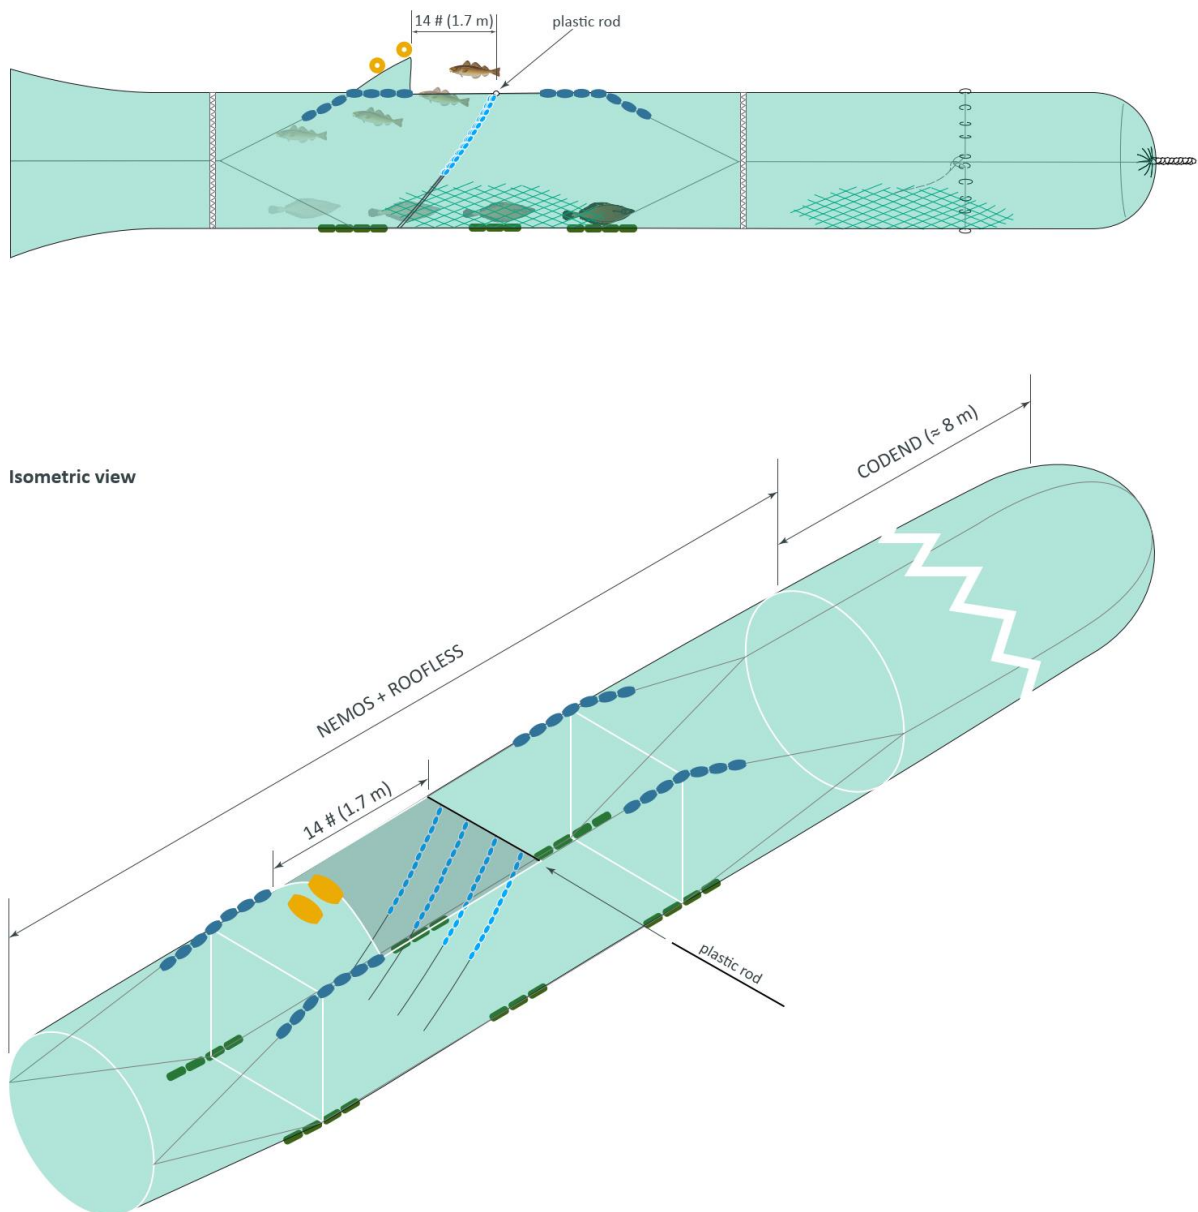 14 # (1.7 m)
plastic rod
Isometric view
CODEND (≈ 8 m)
NEMOS + ROOFLESS
14 # (1.7 m)
plastic rod